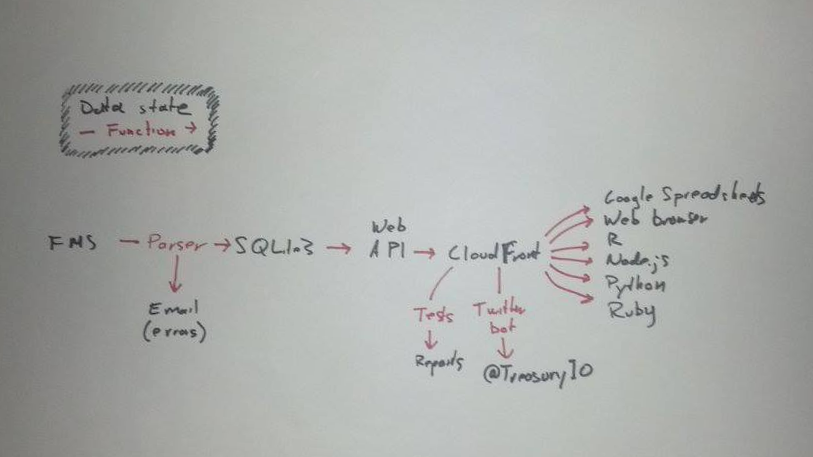 Data state
— Function →
FMS — Parser → SQLite3 → Web API → CloudFront
Email
(errors)
Tests
Reports
Twitter
bot
@TreasuryIO
Google Spreadsheets
Web browser
R
Node.js
Python
Ruby